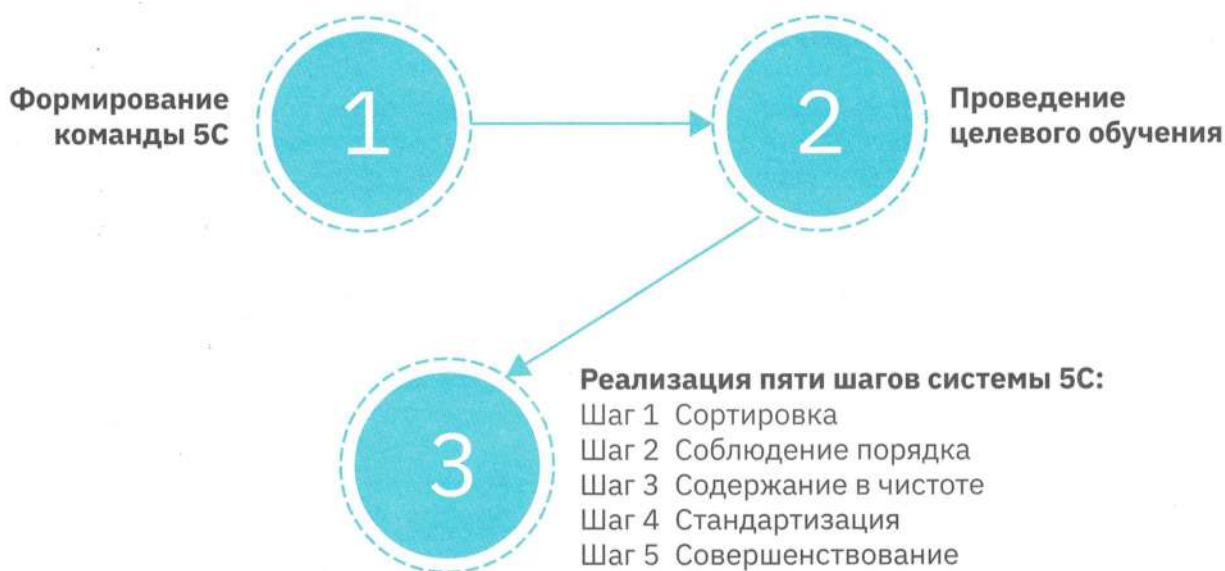 Формирование
команды 5С
1
2
Проведение
целевого обучения
3
Реализация пяти шагов системы 5С:
Шаг 1 Сортировка
Шаг 2 Соблюдение порядка
Шаг 3 Содержание в чистоте
Шаг 4 Стандартизация
Шаг 5 Совершенствование